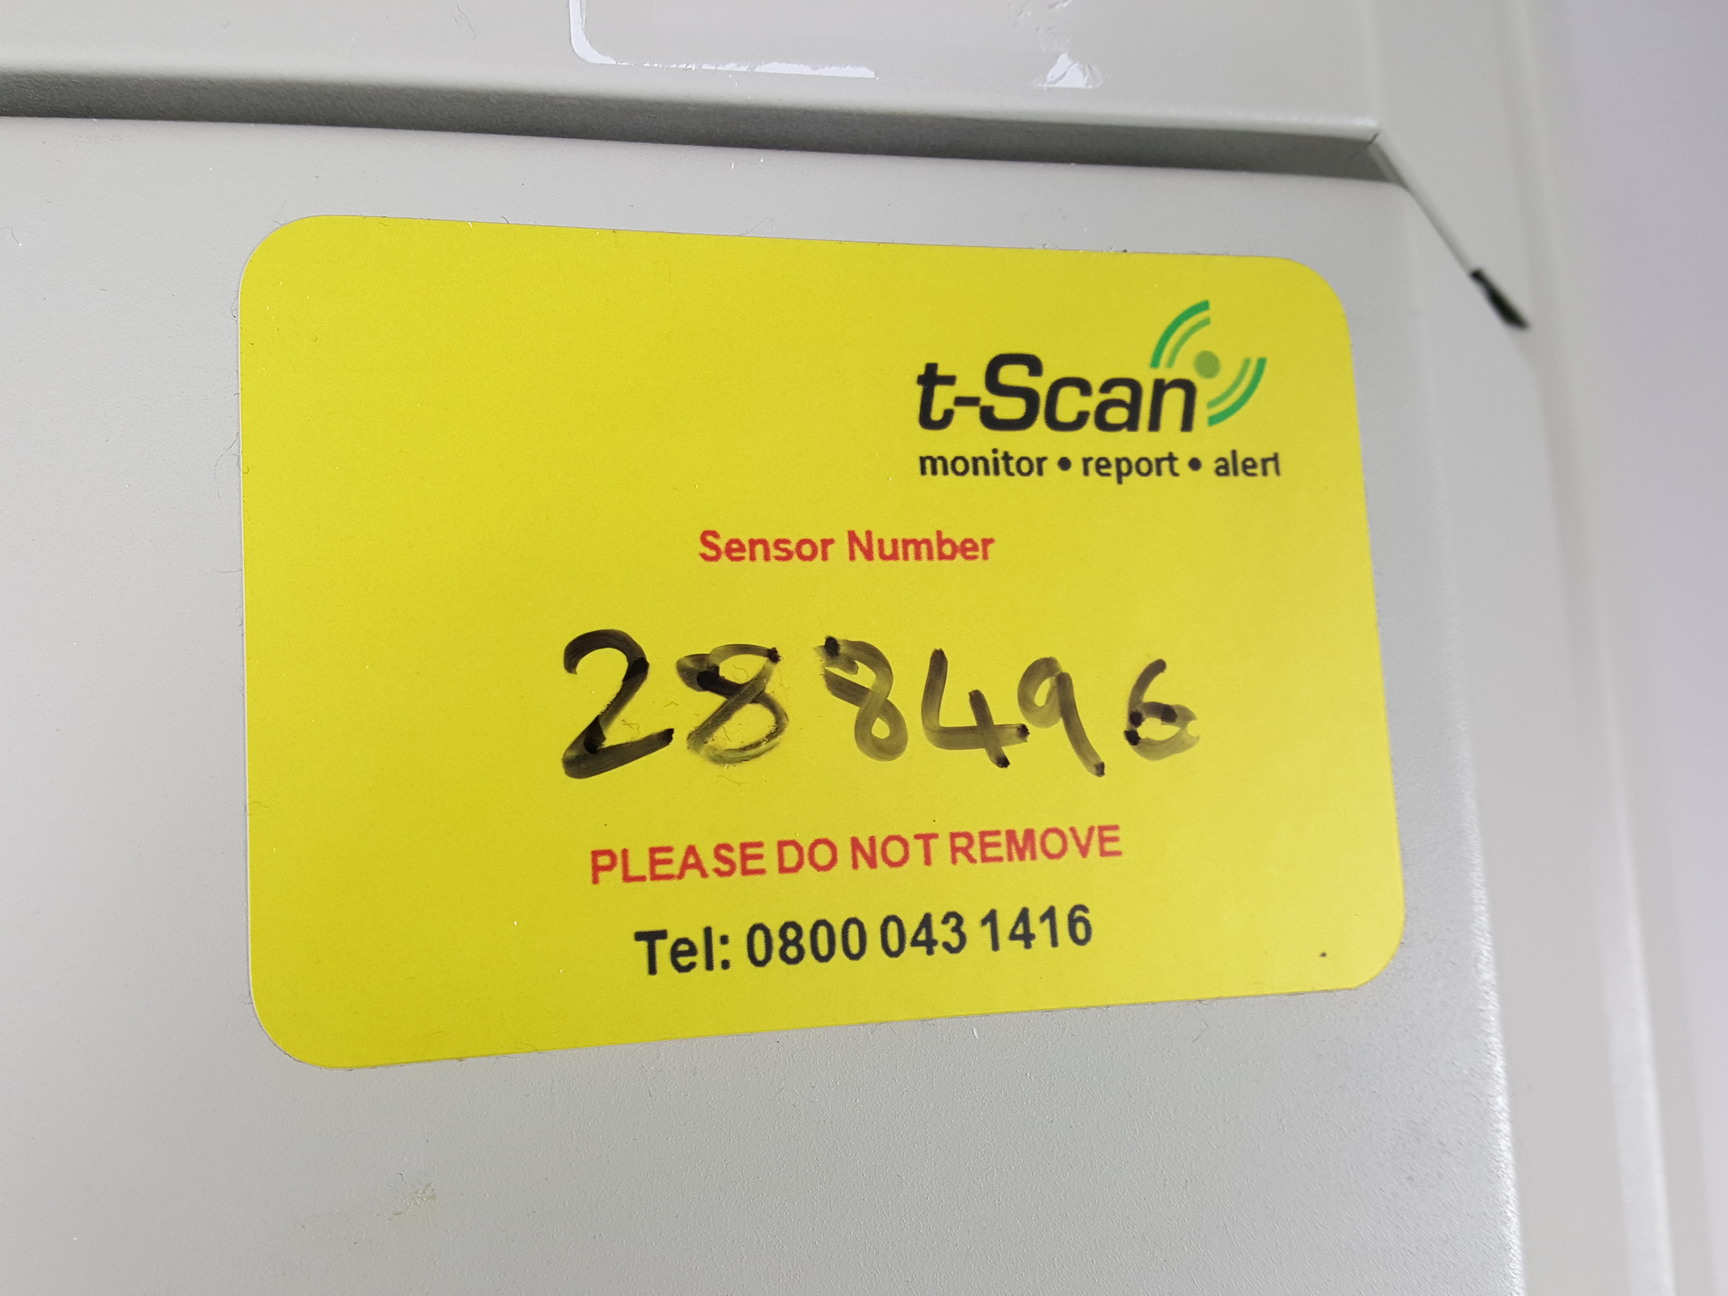 t-Scan
monitor • report • alert
Sensor Number
288496
PLEASE DO NOT REMOVE
Tel: 0800 043 1416